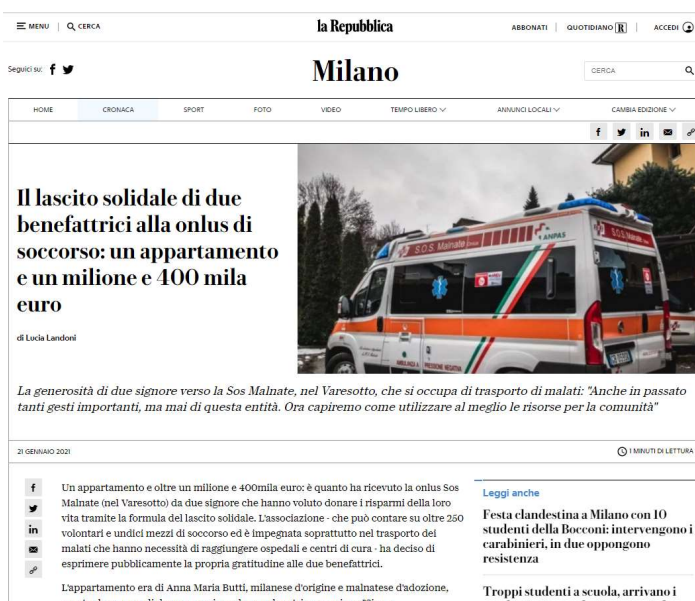 MENU
CERCA
la Repubblica
ABBONATI
QUOTIDIANO R
ACCEDI
Seguici su:
Milano
CERCA
HOME
CRONACA
SPORT
FOTO
VIDEO
TEMPO LIBERO
ANNUNCI LOCALI
CAMBIA EDIZIONE
Il lascito solidale di due
benefattrici alla onlus di
soccorso: un appartamento
e un milione e 400 mila
euro
di Lucia Landoni
S.O.S. Malnate
ANPAS
S.O.S. Malnate
AMBULANZA A PRESSIONE NEGATIVA
La generosità di due signore verso la Sos Malnate, nel Varesotto, che si occupa di trasporto di malati: "Anche in passato
tanti gesti importanti, ma mai di questa entità. Ora capiremo come utilizzare al meglio le risorse per la comunità"
21 GENNAIO 2021
1 MINUTI DI LETTURA
Un appartamento e oltre un milione e 400mila euro: è quanto ha ricevuto la onlus Sos
Malnate (nel Varesotto) da due signore che hanno voluto donare i risparmi della loro
vita tramite la formula del lascito solidale. L'associazione - che può contare su oltre 250
volontari e undici mezzi di soccorso ed è impegnata soprattutto nel trasporto dei
malati che hanno necessità di raggiungere ospedali e centri di cura - ha deciso di
esprimere pubblicamente la propria gratitudine alle due benefattrici.
L'appartamento era di Anna Maria Butti, milanese d'origine e malnatese d'adozione,
Leggi anche
Festa clandestina a Milano con 10
studenti della Bocconi: intervengono i
carabinieri, in due oppongono
resistenza
Troppi studenti a scuola, arrivano i